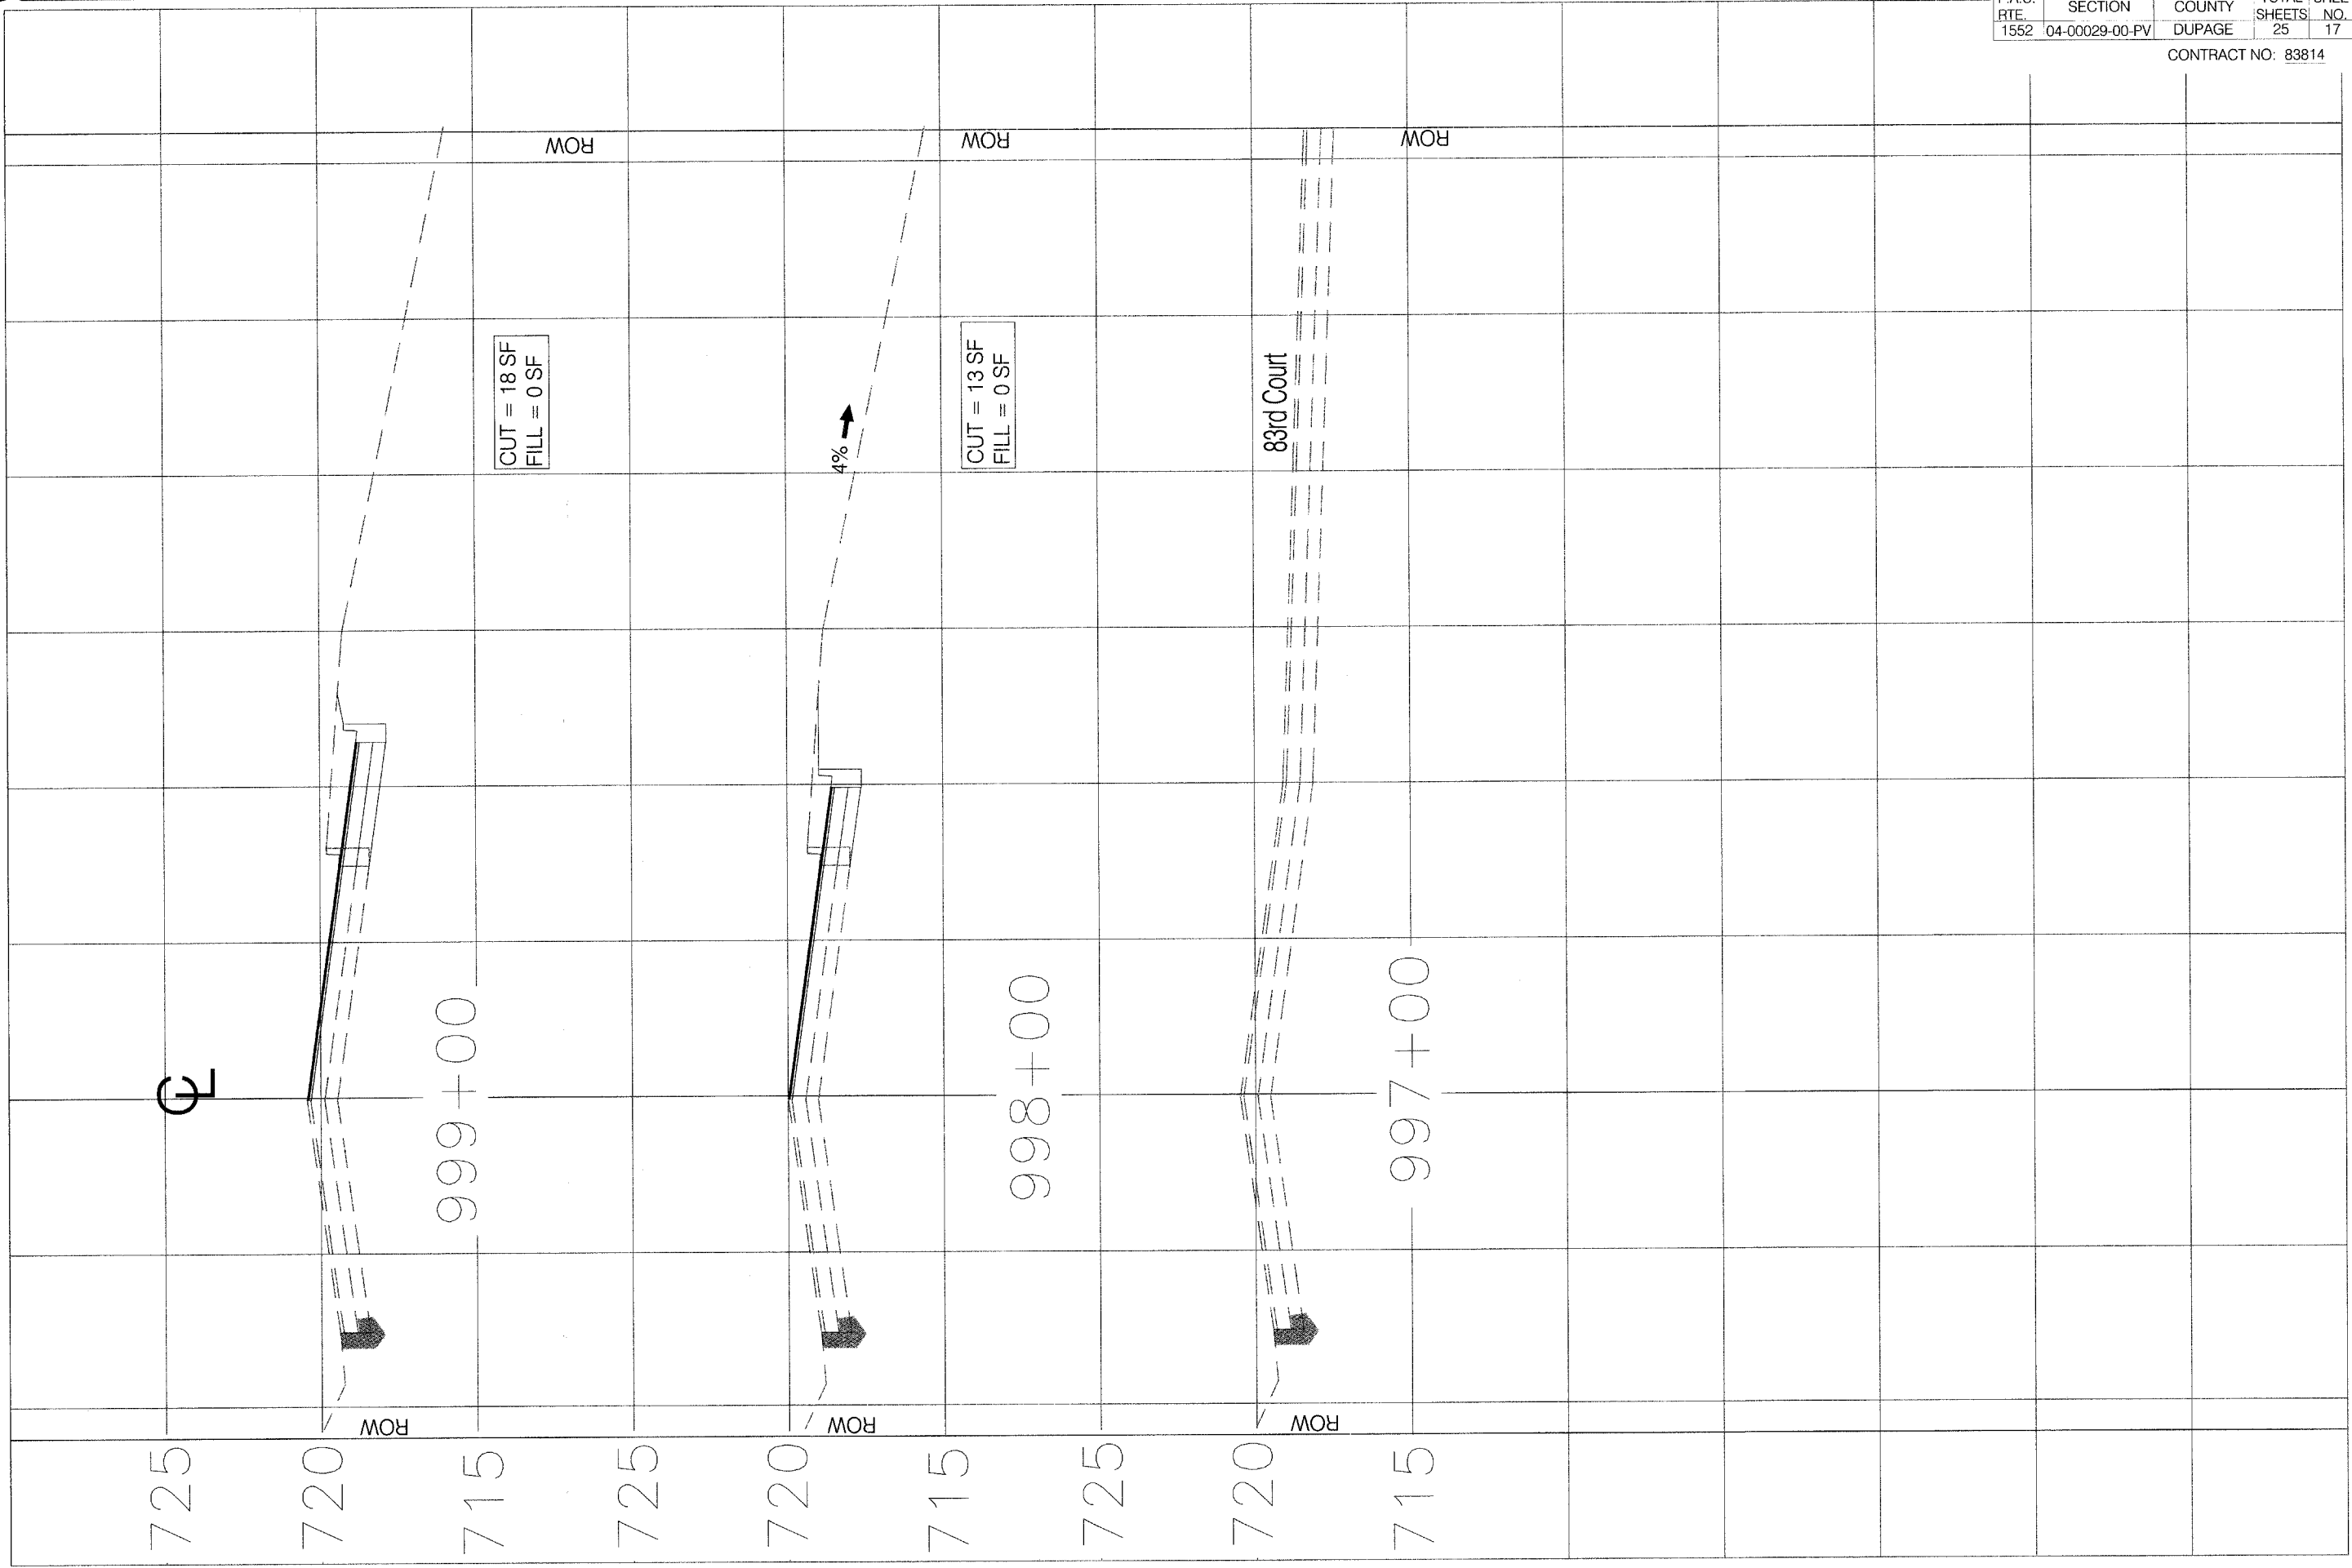 RTE. SECTION COUNTY SHEETS NO.
1552 04-00029-00-PV DUPAGE 25 17
CONTRACT NO: 83814
ROW
ROW
ROW
CUT = 18 SF
FILL = 0 SF
4%
CUT = 13 SF
FILL = 0 SF
83rd Court
CL
999+00
998+00
997+00
ROW
ROW
ROW
725
720
715
725
720
715
725
720
715